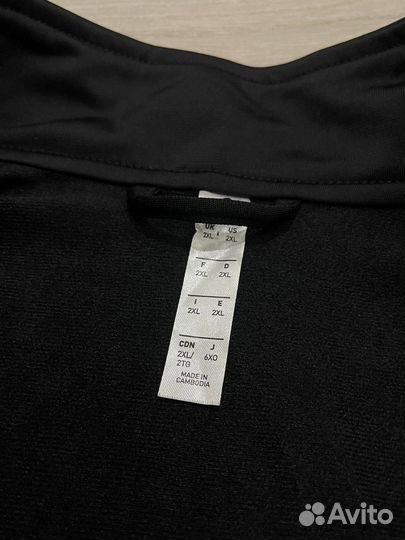 UK US
2XL 2XL
F D
2XL 2XL
I E
2XL 2XL
CDN J
2XL/ 6XO
2TG
MADE IN
CAMBODIA
Avito